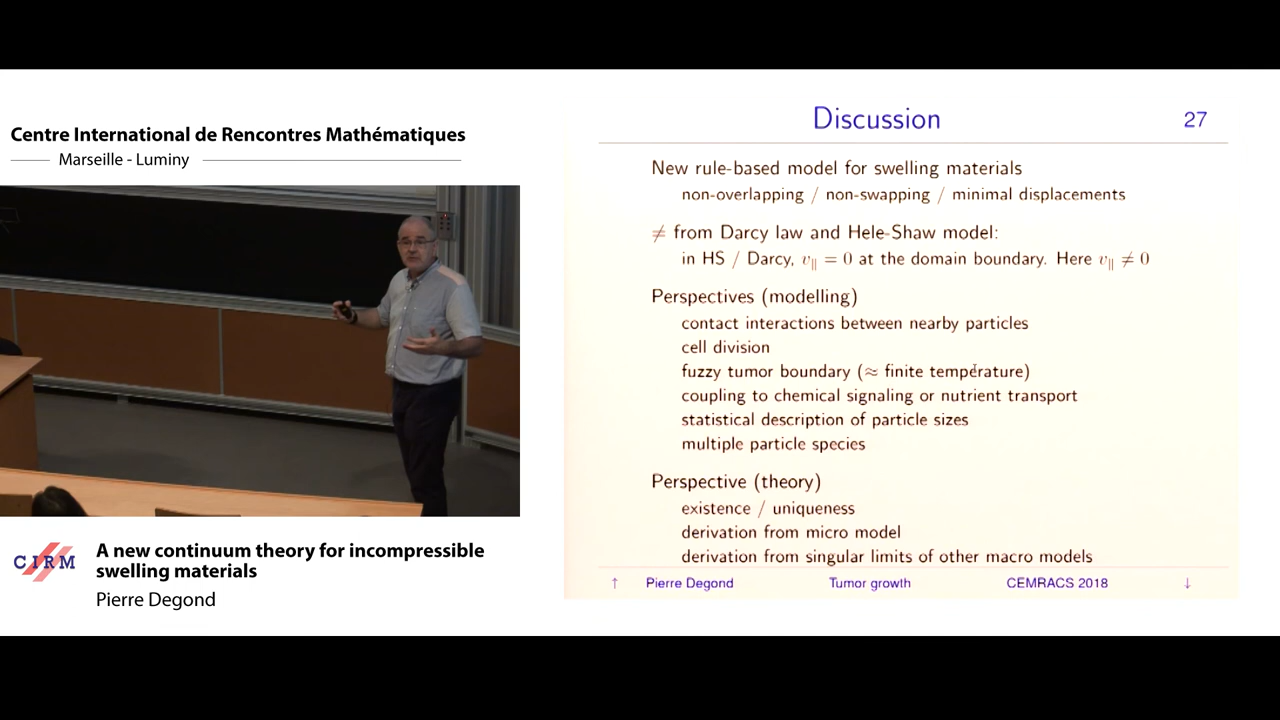 Centre International de Rencontres Mathématiques
Marseille - Luminy
CIRM
A new continuum theory for incompressible
swelling materials
Pierre Degond
Discussion
27
New rule-based model for swelling materials
non-overlapping / non-swapping / minimal displacements
≠ from Darcy law and Hele-Shaw model:
in HS / Darcy, v∥ = 0 at the domain boundary. Here v∥ ≠ 0
Perspectives (modelling)
contact interactions between nearby particles
cell division
fuzzy tumor boundary (≈ finite temperature)
coupling to chemical signaling or nutrient transport
statistical description of particle sizes
multiple particle species
Perspective (theory)
existence / uniqueness
derivation from micro model
derivation from singular limits of other macro models
↑ Pierre Degond Tumor growth CEMRACS 2018 ↓